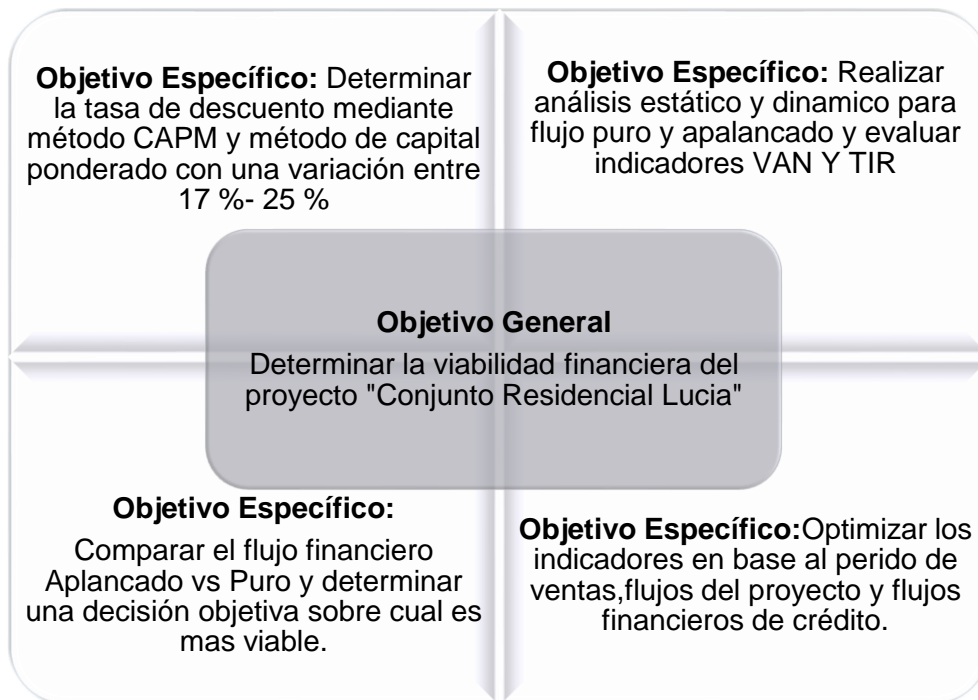 Objetivo Específico: Determinar
la tasa de descuento mediante
método CAPM y método de capital
ponderado con una variación entre
17 %- 25 %
Objetivo Específico: Realizar
análisis estático y dinamico para
flujo puro y apalancado y evaluar
indicadores VAN Y TIR
Objetivo General
Determinar la viabilidad financiera del
proyecto "Conjunto Residencial Lucia"
Objetivo Específico:
Comparar el flujo financiero
Aplancado vs Puro y determinar
una decisión objetiva sobre cual es
mas viable.
Objetivo Específico:Optimizar los
indicadores en base al perido de
ventas,flujos del proyecto y flujos
financieros de crédito.